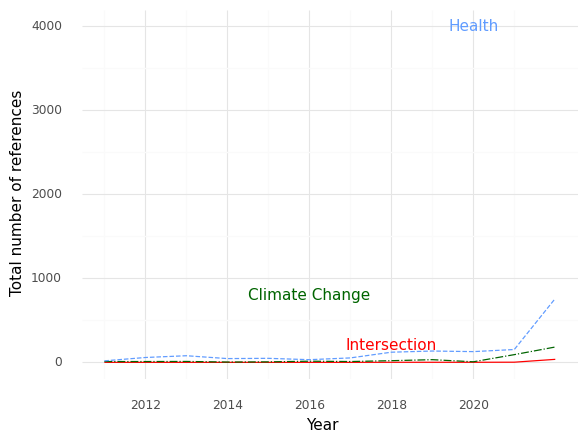 4000
Health
3000
2000
1000
Climate Change
Intersection
0
Total number of references
2012 2014 2016 2018 2020
Year